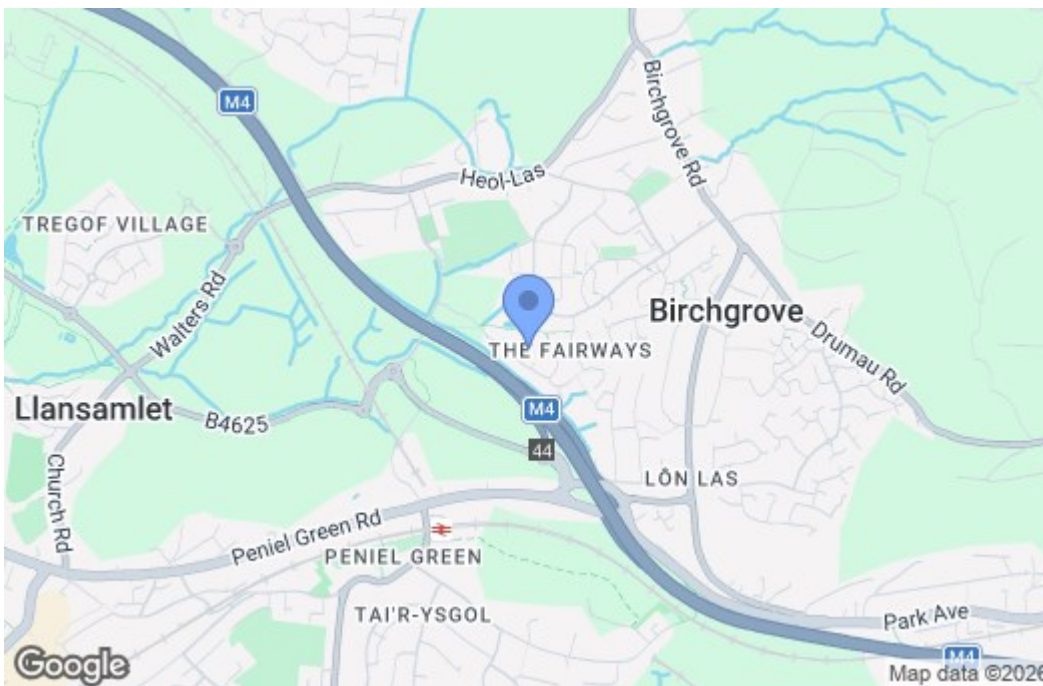 M4
Birchgrove Rd
Heol-Las
TREGOF VILLAGE
Walters Rd
Birchgrove
THE FAIRWAYS
Drumau Rd
Llansamlet
B4625
M4
44
LÔN LAS
Church Rd
Peniel Green Rd
PENIEL GREEN
TAI'R-YSGOL
Park Ave
M4
Google
Map data ©2026